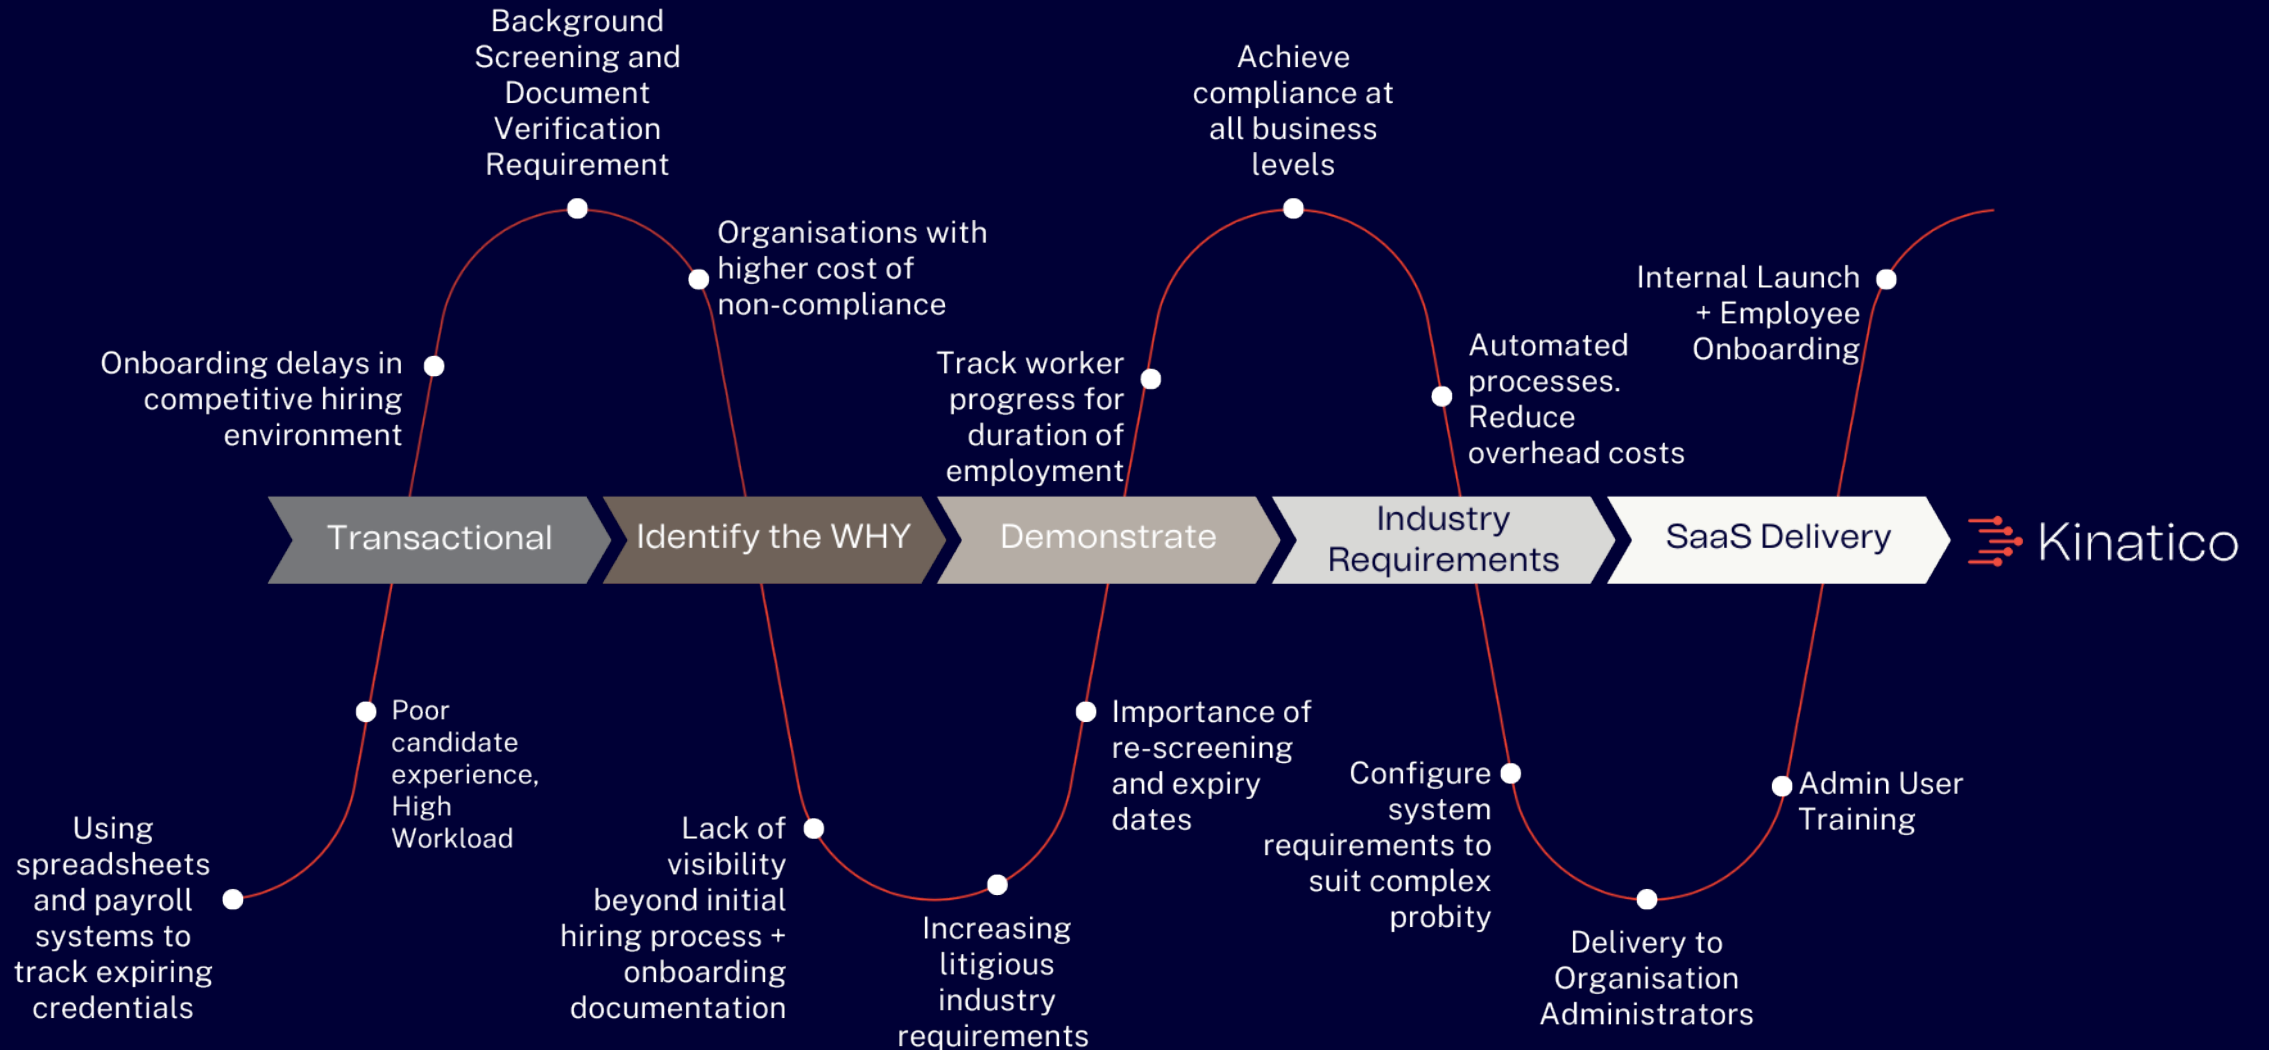 Background
Screening and
Document
Verification
Requirement
Achieve
compliance at
all business
levels
Organisations with
higher cost of
non-compliance
Internal Launch
+ Employee
Onboarding
Onboarding delays in
competitive hiring
environment
Track worker
progress for
duration of
employment
Automated
processes.
Reduce
overhead costs
Transactional
Identify the WHY
Demonstrate
Industry
Requirements
SaaS Delivery
Kinatico
Poor
candidate
experience,
High
Workload
Importance of
re-screening
and expiry
dates
Configure
system
requirements to
suit complex
probity
Admin User
Training
Using
spreadsheets
and payroll
systems to
track expiring
credentials
Lack of
visibility
beyond initial
hiring process +
onboarding
documentation
Increasing
litigious
industry
requirements
Delivery to
Organisation
Administrators